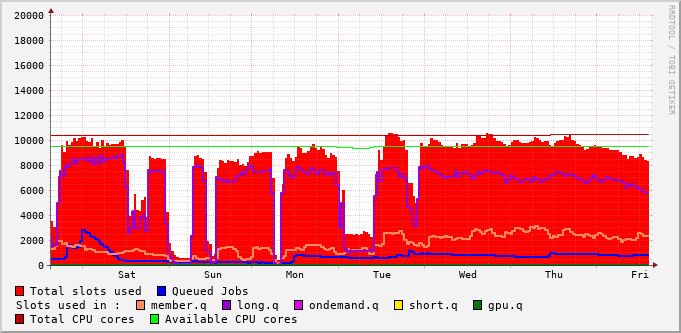 20000
18000
16000
14000
12000
10000
8000
6000
4000
2000
0
Sat Sun Mon Tue Wed Thu Fri
Total slots used Queued Jobs
Slots used in : member.q long.q ondemand.q short.q gpu.q
Total CPU cores Available CPU cores
RRDTOOL / TOBI OETIKER